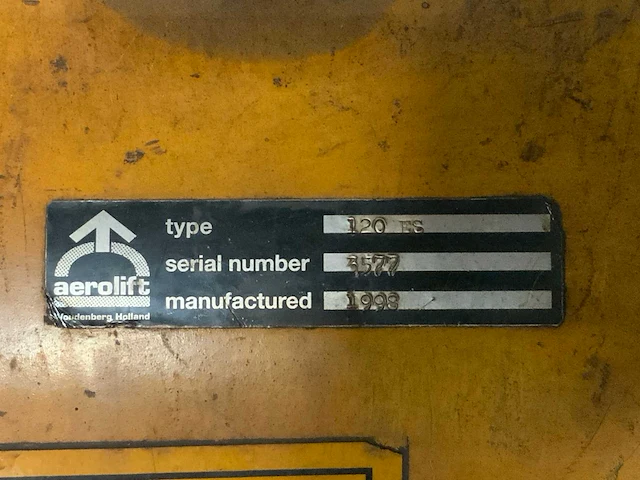 type 120 ES
serial number 3577
manufactured 1998
aerolift
Woudenberg Holland